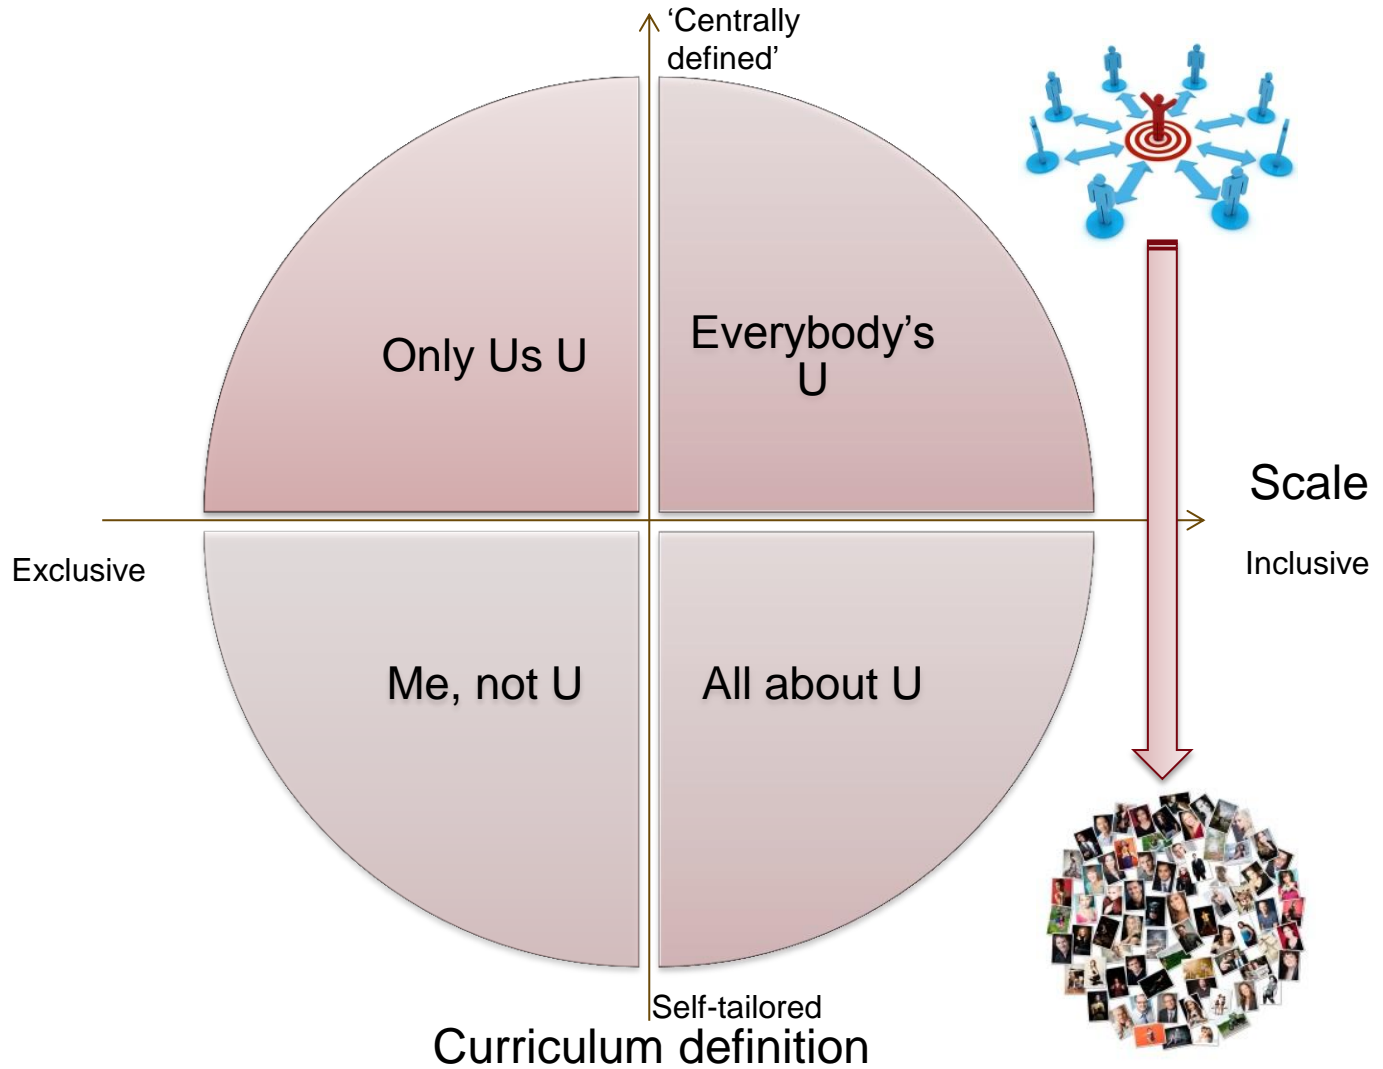 ‘Centrally
defined’
Only Us U
Everybody’s
U
Scale
Exclusive
Inclusive
Me, not U
All about U
Self-tailored
Curriculum definition